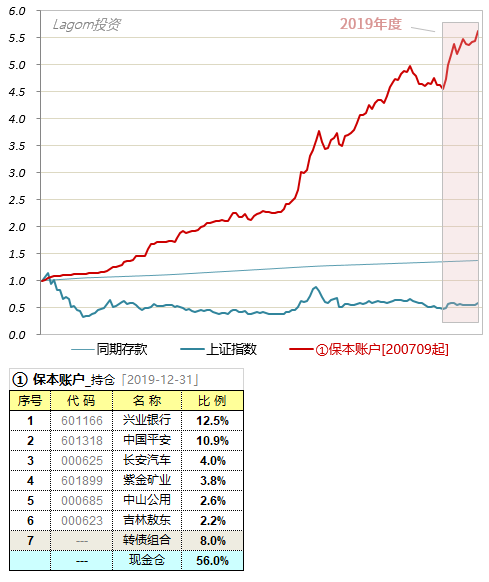 6.0
Lagom投资
2019年度
5.5
5.0
4.5
4.0
3.5
3.0
2.5
2.0
1.5
1.0
0.5
0.0
同期存款 上证指数 ①保本账户[200709起]
① 保本账户_持仓「2019-12-31」
序号 代 码 名 称 比 例
1 601166 兴业银行 12.5%
2 601318 中国平安 10.9%
3 000625 长安汽车 4.0%
4 601899 紫金矿业 3.8%
5 000685 中山公用 2.6%
6 000623 吉林敖东 2.2%
7 --- 转债组合 8.0%
--- 现金仓 56.0%